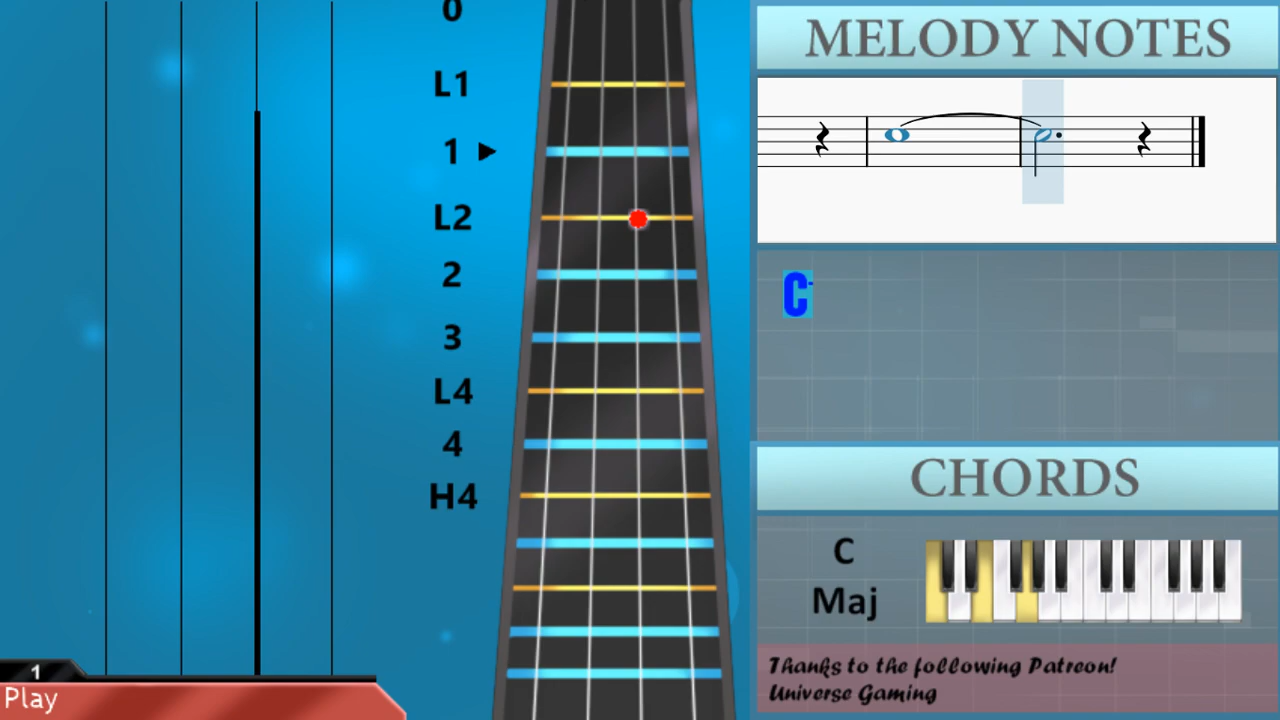 0
L1
1
L2
2
3
L4
4
H4
1
Play
MELODY NOTES
C
CHORDS
C
Maj
Thanks to the following Patreon!
Universe Gaming